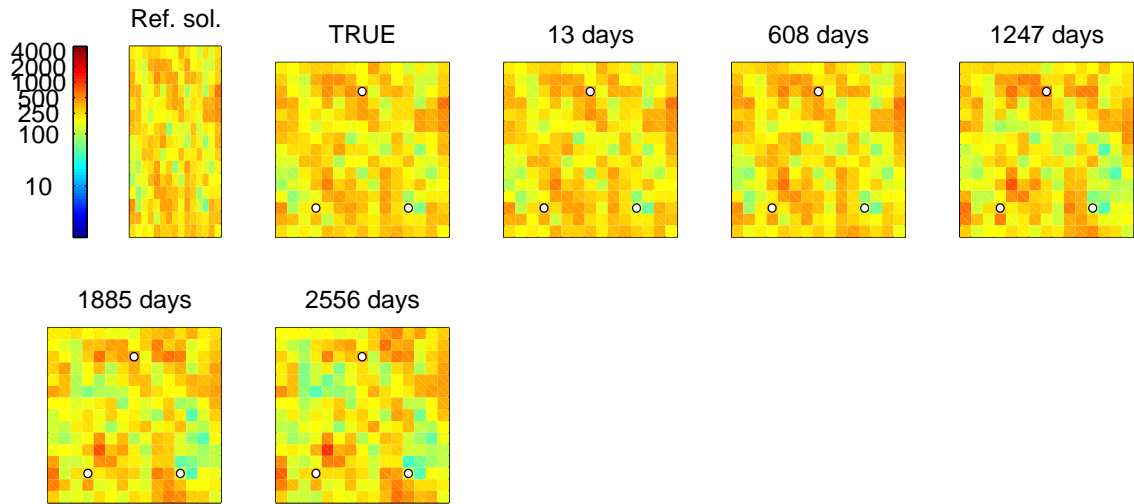 Ref. sol.
TRUE
13 days
608 days
1247 days
4000
2000
1000
500
250
100
10
1885 days
2556 days